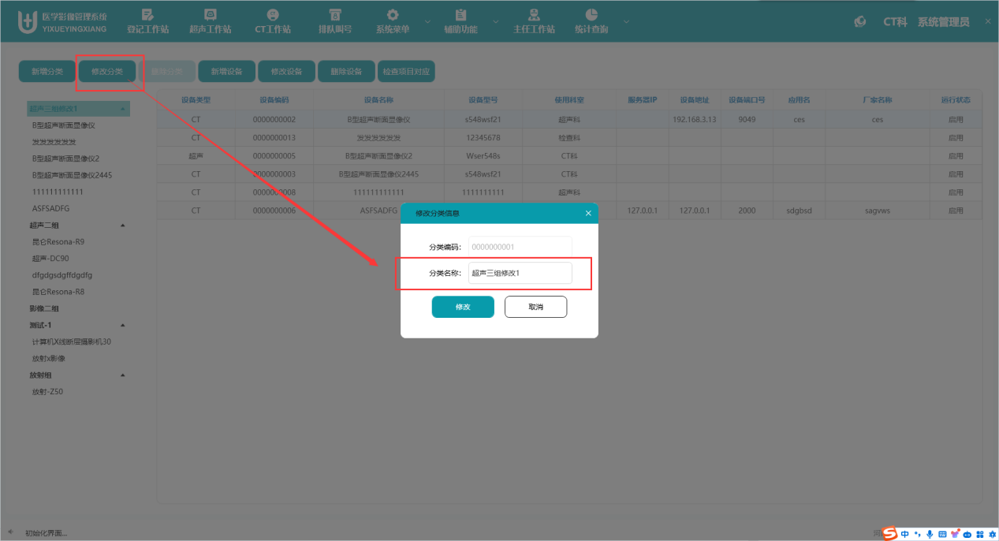 医学影像管理系统
YIXUEYINGXIANG
登记工作站
超声工作站
CT工作站
排队叫号
系统菜单
辅助功能
主任工作站
统计查询
CT科
系统管理员
新增分类
修改分类
删除分类
新增设备
修改设备
删除设备
检查项目对应
超声三组修改1
B型超声断面显像仪
发发发发发发
B型超声断面显像仪2
B型超声断面显像仪2445
111111111111
ASFSADFG
超声二组
昆仑Resona-R9
超声-DC90
dfgdgsdgffdgdfg
昆仑Resona-R8
影像二组
测试-1
计算机X线断层摄影机30
放射x影像
放射组
放射-Z50
设备类型 设备编码 设备名称 设备型号 使用科室 服务器IP 设备地址 设备端口号 应用名 厂家名称 运行状态
CT 0000000002 B型超声断面显像仪 s548wsf21 超声科 192.168.3.13 9049 ces ces 启用
CT 0000000013 发发发发发发 12345678 检查科 启用
超声 0000000005 B型超声断面显像仪2 Wser548s CT科 启用
CT 0000000003 B型超声断面显像仪2445 s548wsf21 CT科 启用
CT 0000000008 111111111111 1111111111 超声科 启用
CT 0000000006 ASFSADFG 127.0.0.1 127.0.0.1 2000 sdgbsd sagvws 启用
修改分类信息
分类编码： 0000000001
分类名称： 超声三组修改1
修改
取消
初始化界面...
中